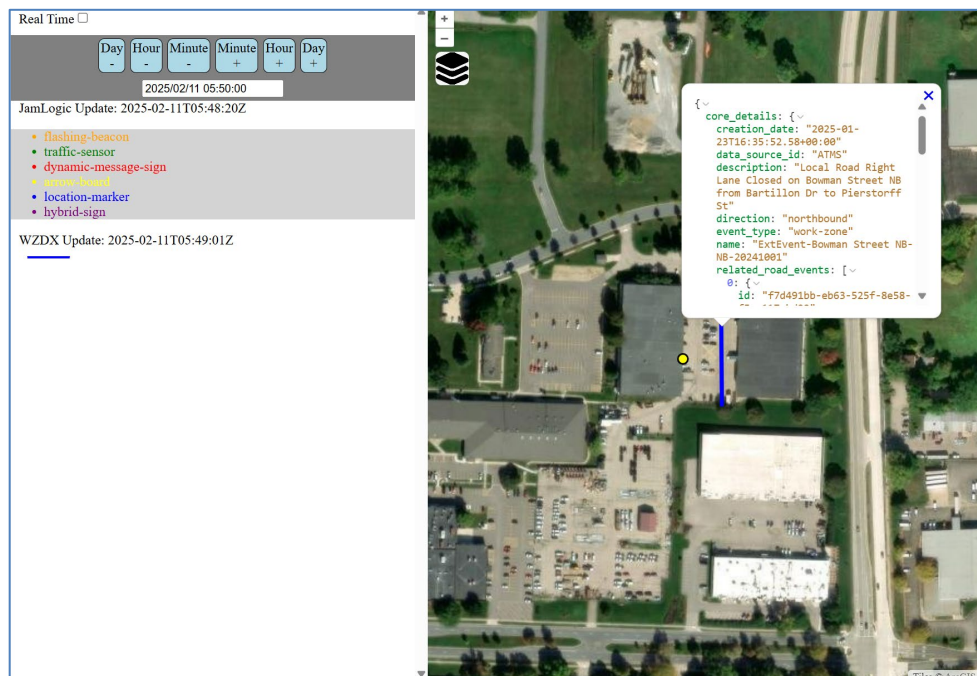 Real Time
Day Hour Minute Minute Hour Day
- - - + + +
2025/02/11 05:50:00
JamLogic Update: 2025-02-11T05:48:20Z
flashing-beacon
traffic-sensor
dynamic-message-sign
arrow-board
location-marker
hybrid-sign
WZDX Update: 2025-02-11T05:49:01Z
+
−
×
{
core_details: {
creation_date: "2025-01-
23T16:35:52.58+00:00"
data_source_id: "ATMS"
description: "Local Road Right
Lane Closed on Bowman Street NB
from Bartillon Dr to Pierstorff
St"
direction: "northbound"
event_type: "work-zone"
name: "ExtEvent-Bowman Street NB-
NB-20241001"
related_road_events: [
0: {
id: "f7d491bb-eb63-525f-8e58-